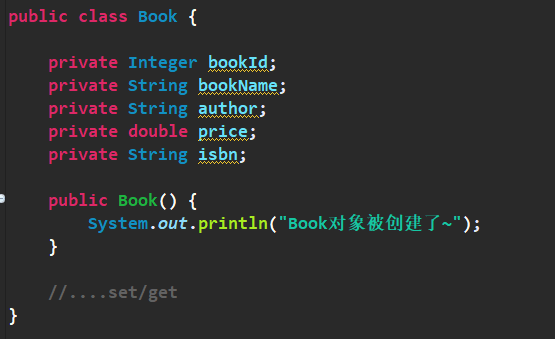 public class Book {
private Integer bookId;
private String bookName;
private String author;
private double price;
private String isbn;
public Book() {
System.out.println("Book对象被创建了~");
}
//....set/get
}